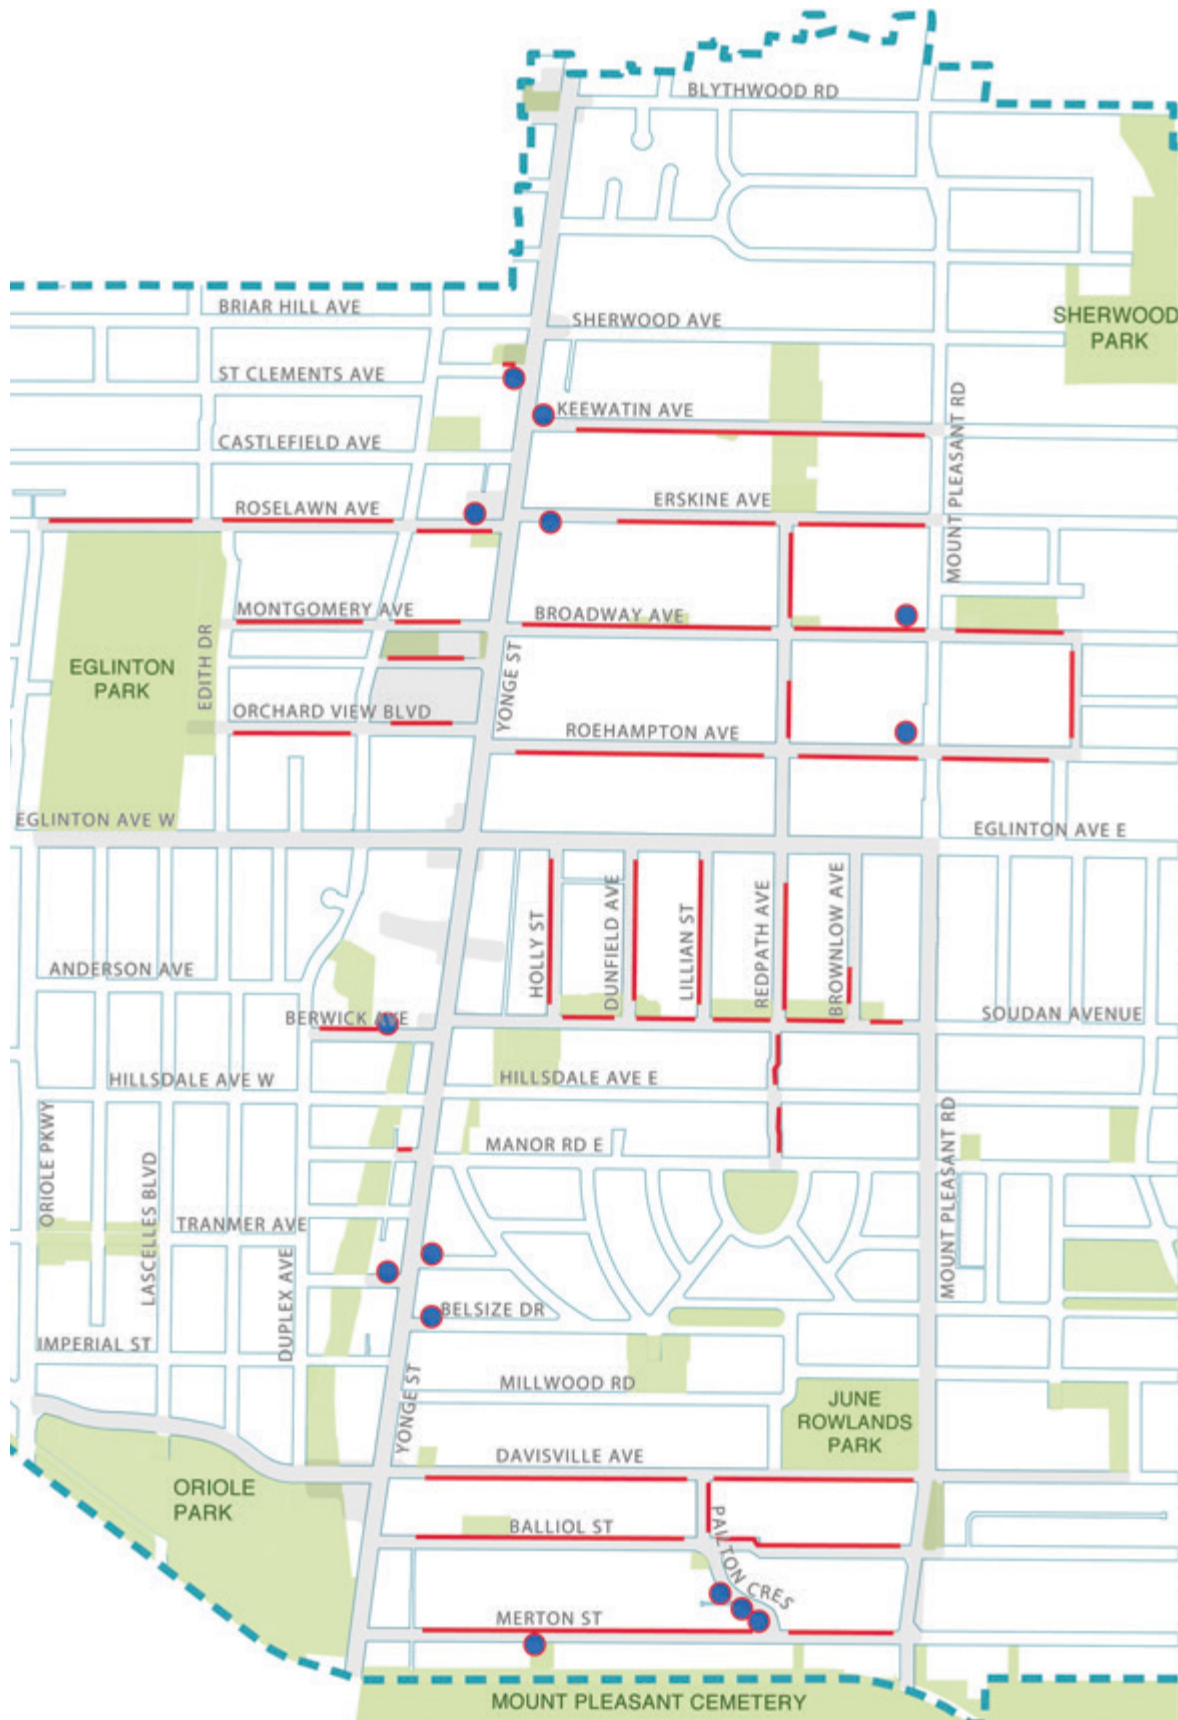 BLYTHWOOD RD
BRIAR HILL AVE
SHERWOOD AVE
SHERWOOD
PARK
ST CLEMENTS AVE
KEEWATIN AVE
MOUNT PLEASANT RD
CASTLEFIELD AVE
ROSELAWN AVE
ERSKINE AVE
MONTGOMERY AVE
BROADWAY AVE
EDITH DR
EGLINTON
PARK
YONGE ST
ORCHARD VIEW BLVD
ROEHAMPTON AVE
EGLINTON AVE W
EGLINTON AVE E
HOLLY ST
DUNFIELD AVE
LILLIAN ST
REDPATH AVE
BROWNLOW AVE
ANDERSON AVE
BERWICK AVE
SOUDAN AVENUE
HILLSDALE AVE W
HILLSDALE AVE E
ORIOLE PKWY
LASCELLES BLVD
MANOR RD E
MOUNT PLEASANT RD
TRANMER AVE
DUPLEX AVE
BELSIZE DR
IMPERIAL ST
YONGE ST
MILLWOOD RD
JUNE
ROWLANDS
PARK
DAVISVILLE AVE
ORIOLE
PARK
BALLIOL ST
PAILTON CRES
MERTON ST
MOUNT PLEASANT CEMETERY